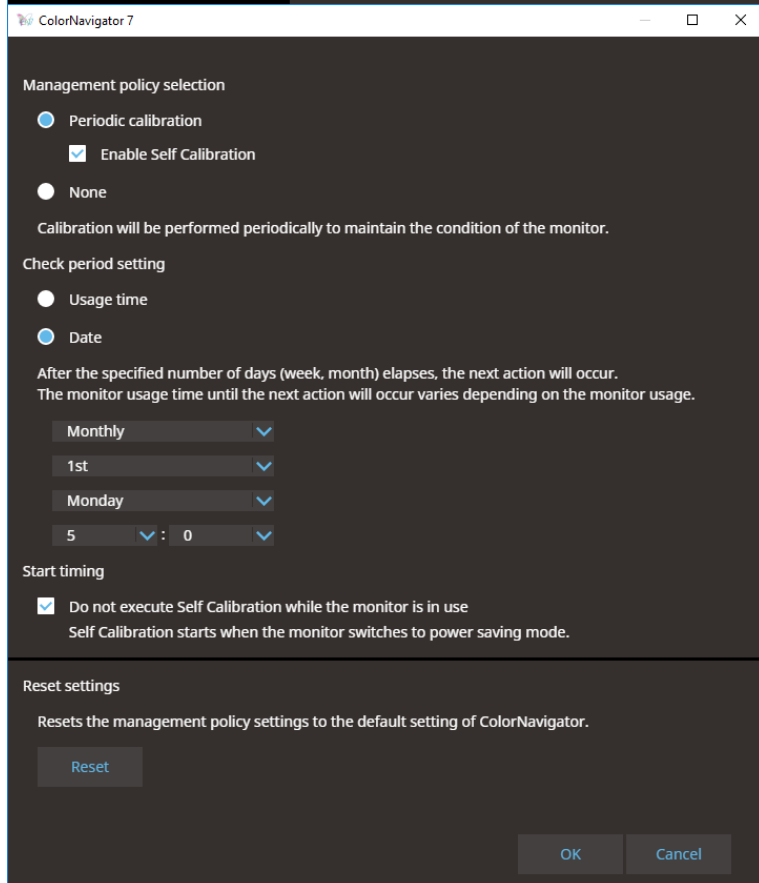 ColorNavigator 7
Management policy selection
Periodic calibration
Enable Self Calibration
None
Calibration will be performed periodically to maintain the condition of the monitor.
Check period setting
Usage time
Date
After the specified number of days (week, month) elapses, the next action will occur.
The monitor usage time until the next action will occur varies depending on the monitor usage.
Monthly
1st
Monday
5 : 0
Start timing
Do not execute Self Calibration while the monitor is in use
Self Calibration starts when the monitor switches to power saving mode.
Reset settings
Resets the management policy settings to the default setting of ColorNavigator.
Reset
OK Cancel